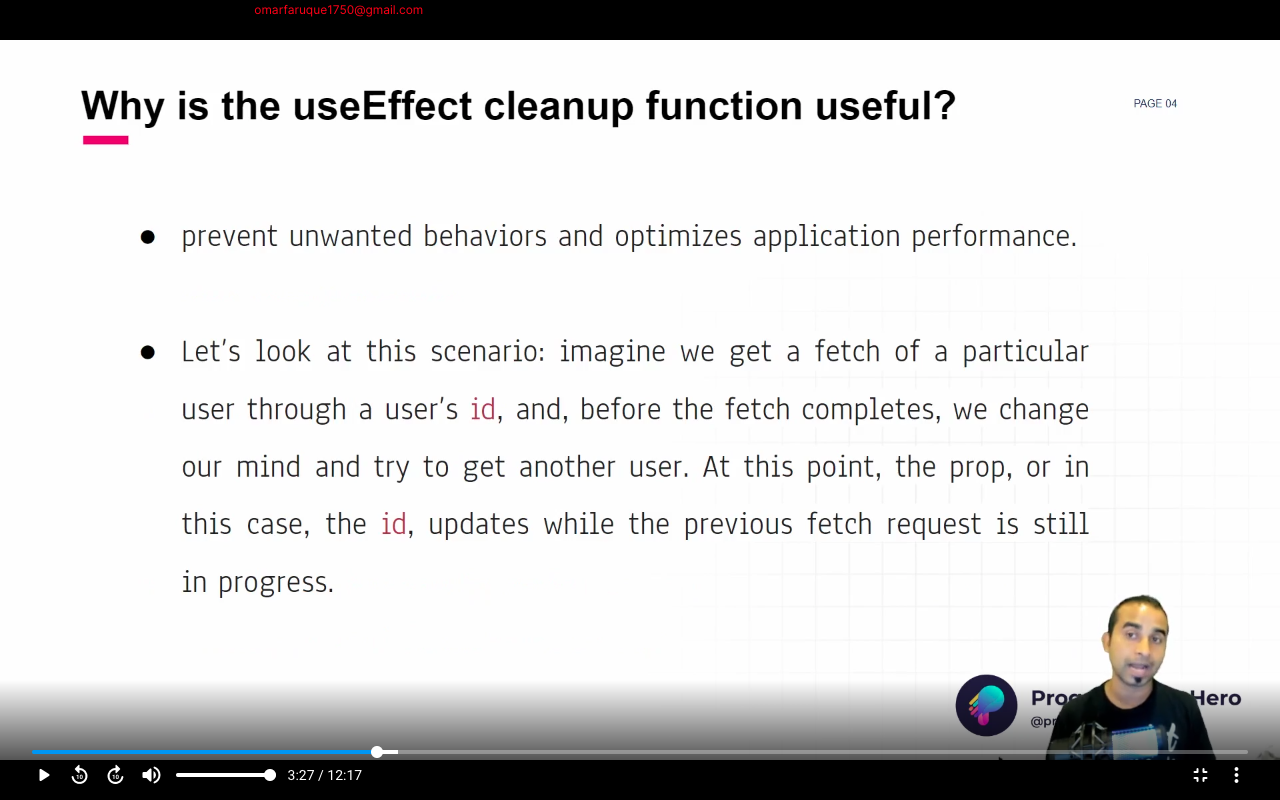 omarfaruque1750@gmail.com
Why is the useEffect cleanup function useful?
PAGE 04
● prevent unwanted behaviors and optimizes application performance.
● Let's look at this scenario: imagine we get a fetch of a particular
user through a user's id, and, before the fetch completes, we change
our mind and try to get another user. At this point, the prop, or in
this case, the id, updates while the previous fetch request is still
in progress.
Hero
10
10
3:27 / 12:17